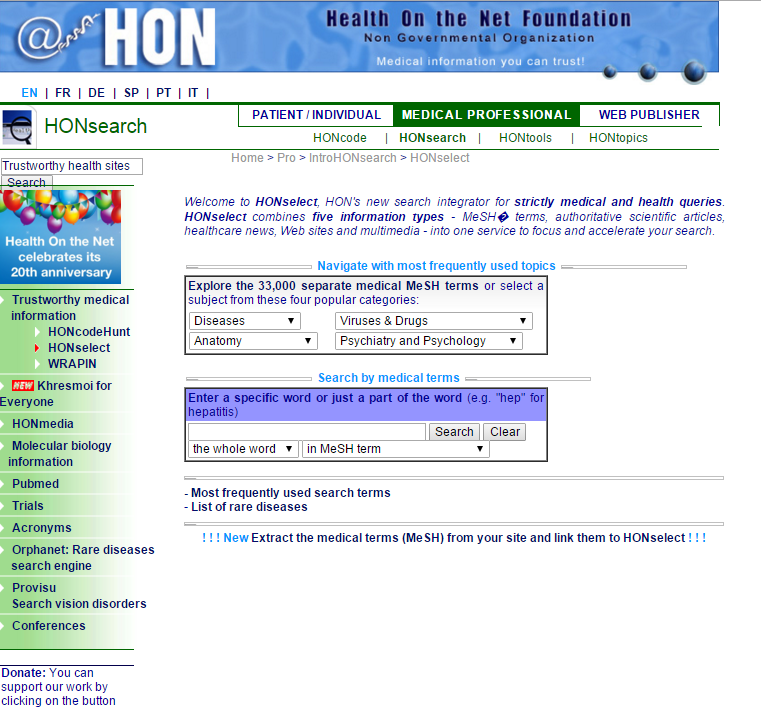 @ HON
Health On the Net Foundation
Non Governmental Organization
Medical information you can trust!
EN | FR | DE | SP | PT | IT |
HONsearch
PATIENT / INDIVIDUAL MEDICAL PROFESSIONAL WEB PUBLISHER
HONcode | HONsearch | HONtools | HONtopics
Home > Pro > IntroHONsearch > HONselect
Trustworthy health sites
Search
Health On the Net
celebrates its
20th anniversary
Trustworthy medical
information
HONcodeHunt
HONselect
WRAPIN
NEW Khresmoi for
Everyone
HONmedia
Molecular biology
information
Pubmed
Trials
Acronyms
Orphanet: Rare diseases
search engine
Provisu
Search vision disorders
Conferences
Donate: You can
support our work by
clicking on the button
Welcome to HONselect, HON's new search integrator for strictly medical and health queries.
HONselect combines five information types - MeSH� terms, authoritative scientific articles,
healthcare news, Web sites and multimedia - into one service to focus and accelerate your search.
Navigate with most frequently used topics
Explore the 33,000 separate medical MeSH terms or select a
subject from these four popular categories:
Diseases Viruses & Drugs
Anatomy Psychiatry and Psychology
Search by medical terms
Enter a specific word or just a part of the word (e.g. "hep" for
hepatitis)
Search Clear
the whole word in MeSH term
- Most frequently used search terms
- List of rare diseases
! ! ! New Extract the medical terms (MeSH) from your site and link them to HONselect ! ! !